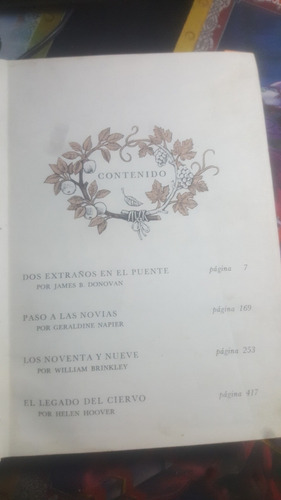 CONTENIDO
DOS EXTRAÑOS EN EL PUENTE página 7
POR JAMES B. DONOVAN
PASO A LAS NOVIAS página 169
POR GERALDINE NAPIER
LOS NOVENTA Y NUEVE página 253
POR WILLIAM BRINKLEY
EL LEGADO DEL CIERVO página 417
POR HELEN HOOVER